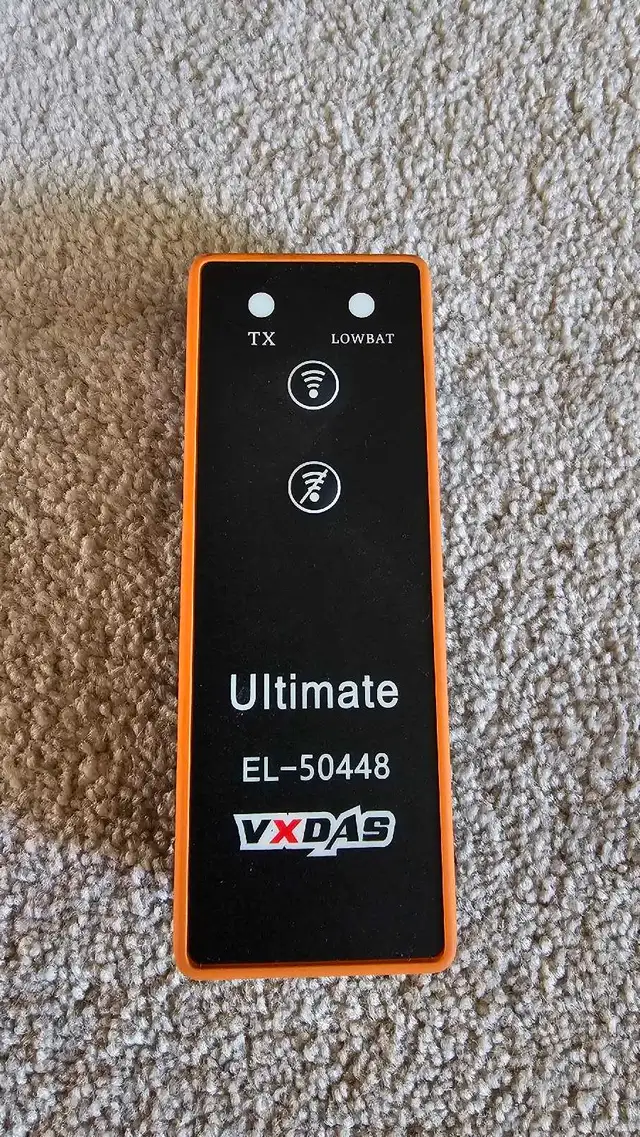 TX LOWBAT
Ultimate
EL-50448
VXDAS